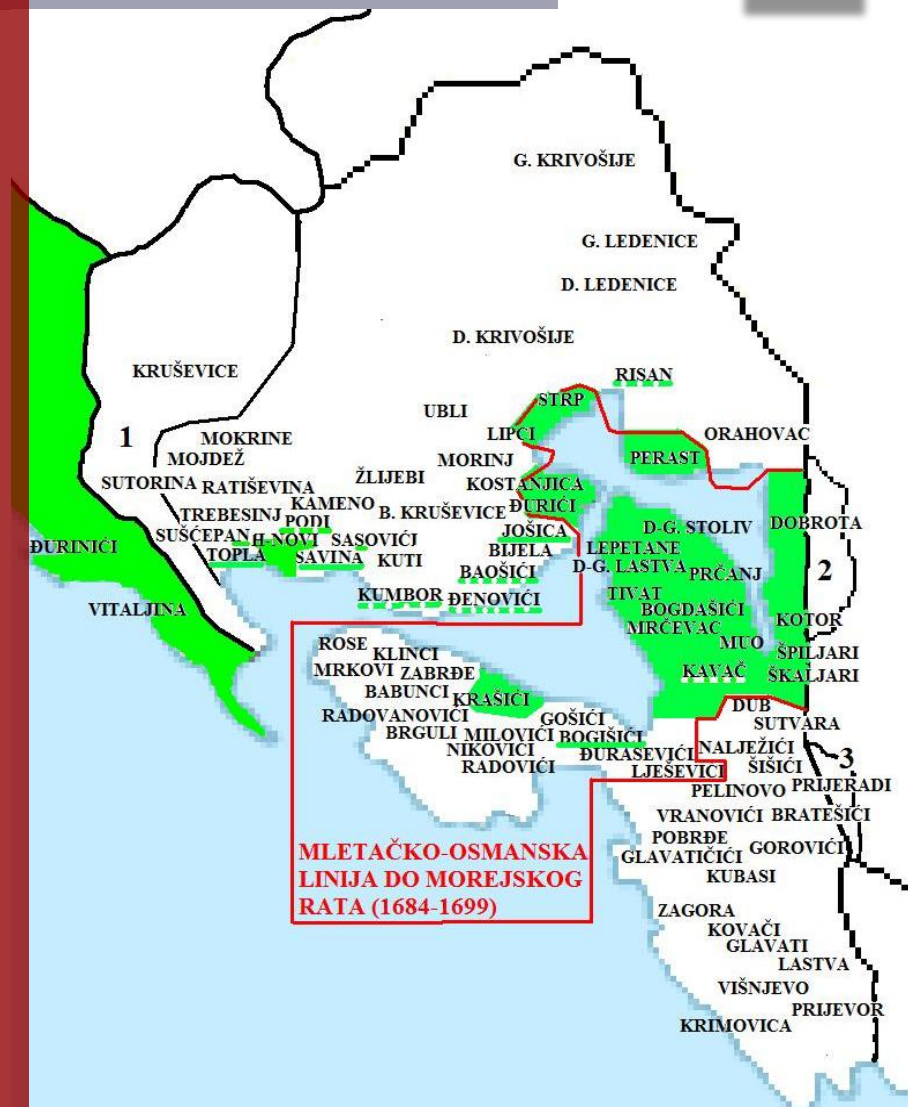 G. KRIVOŠIJE
G. LEDENICE
D. LEDENICE
D. KRIVOŠIJE
KRUŠEVICE
RISAN
STRP
UBLI
LIPCI
ORAHOVAC
1
MOKRINE
MOJDEŽ
MORINJ
PERAST
SUTORINA
RATIŠEVINA
ŽLIJEBI
KOSTANJICA
TREBESINJ
KAMENO
PODI
B. KRUŠEVICE
ĐURIĆI
D-G. STOLIV
DOBROTA
SUŠĆEPAN
H-NOVI
SASOVIĆI
JOŠICA
ĐURINIĆI
TOPLA
SAVINA
KUTI
BIJELA
LEPETANE
BAOŠIĆI
D-G. LASTVA
PRČANJ
2
KUMBOR
ĐENOVIĆI
TIVAT
VITALJINA
BOGDAŠIĆI
MRČEVAC
KOTOR
MUO
ROSE
KLINCI
ŠPILJARI
MRKOVI
ZABRĐE
KAVAČ
ŠKALJARI
BABUNCI
KRAŠIĆI
DUB
RADOVANOVIĆI
GOŠIĆI
SUTVARA
BRGULI
MILOVIĆI
BOGIŠIĆI
NIKOVIĆI
ĐURAŠEVIĆI
NALJEŽIĆI
3
RADOVIĆI
LJEŠEVIĆI
ŠIŠIĆI
PELINOVO
PRIJERADI
VRANOVIĆI
BRATEŠIĆI
POBRĐE
GLAVATIČIĆI
GOROVIĆI
KUBASI
MLETAČKO-OSMANSKA
LINIJA DO MOREJSKOG
RATA (1684-1699)
ZAGORA
KOVAČI
GLAVATI
LASTVA
VIŠNJEVO
PRIJEVOR
KRIMOVICA